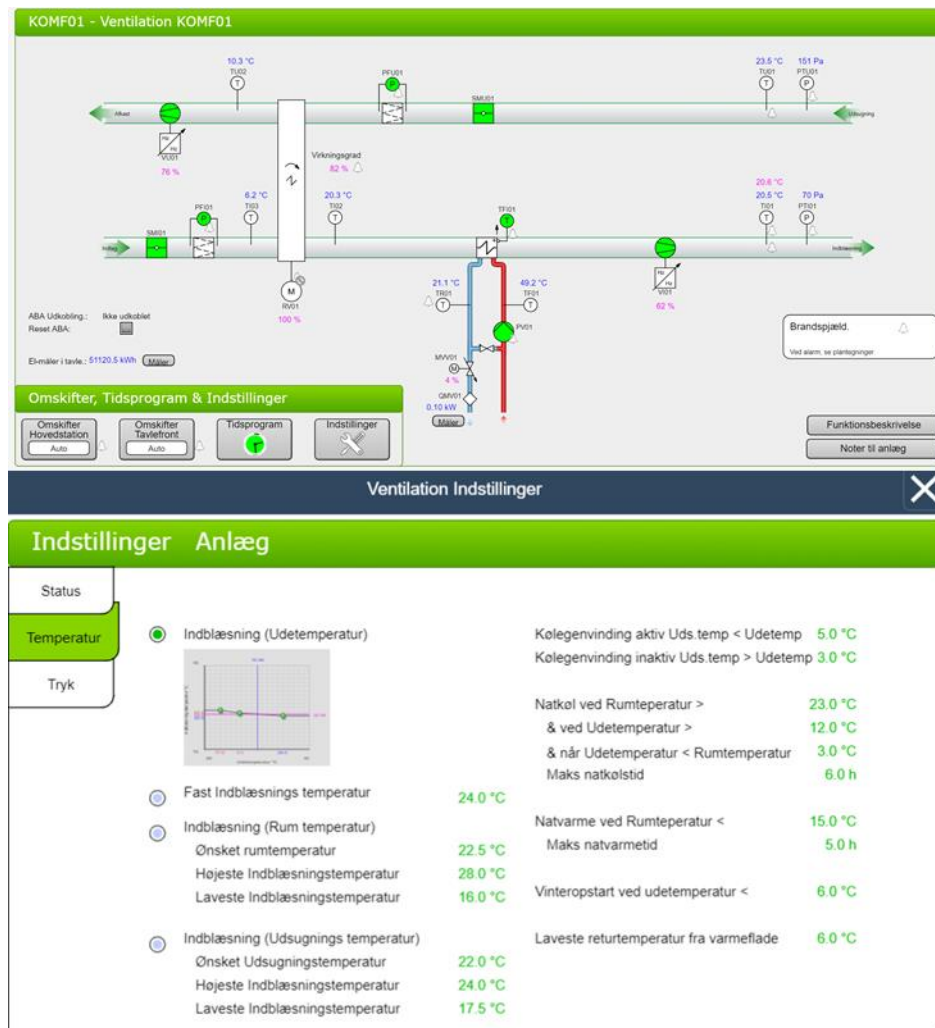 KOMF01 - Ventilation KOMF01
10.3 °C
TU02
T
PFU01
P
SMU01
23.5 °C
TU01
T
151 Pa
PTU01
P
Afkast
Udsugning
Hz
Hz
VU01
76 %
Virkningsgrad
82 %
PFI01
P
6.2 °C
TI03
T
20.3 °C
TI02
T
TFI01
T
20.6 °C
20.5 °C
TI01
T
70 Pa
PTI01
P
SMI01
Indtag
Indblæsning
M
RV01
100 %
21.1 °C
TR01
T
49.2 °C
TF01
T
Hz
Hz
VI01
62 %
PV01
MVV01
M
4 %
QMV01
0.10 kW
Måler
ABA Udkobling.: Ikke udkoblet
Reset ABA:
El-måler i tavle.: 51120.5 kWh Måler
Brandspjæld.
Ved alarm, se plantegninger
Omskifter, Tidsprogram & Indstillinger
Omskifter
Hovedstation
Auto
Omskifter
Tavlefront
Auto
Tidsprogram
Indstillinger
Funktionsbeskrivelse
Noter til anlæg
Ventilation Indstillinger
Indstillinger Anlæg
Status
Temperatur
Tryk
Indblæsning (Udetemperatur)
Fast Indblæsnings temperatur 24.0 °C
Indblæsning (Rum temperatur)
Ønsket rumtemperatur 22.5 °C
Højeste Indblæsningstemperatur 28.0 °C
Laveste Indblæsningstemperatur 16.0 °C
Indblæsning (Udsugnings temperatur)
Ønsket Udsugningstemperatur 22.0 °C
Højeste Indblæsningstemperatur 24.0 °C
Laveste Indblæsningstemperatur 17.5 °C
Kølegenvinding aktiv Uds.temp < Udetemp 5.0 °C
Kølegenvinding inaktiv Uds.temp > Udetemp 3.0 °C
Natkøl ved Rumteperatur > 23.0 °C
& ved Udetemperatur > 12.0 °C
& når Udetemperatur < Rumtemperatur 3.0 °C
Maks natkølstid 6.0 h
Natvarme ved Rumteperatur < 15.0 °C
Maks natvarmetid 5.0 h
Vinteropstart ved udetemperatur < 6.0 °C
Laveste returtemperatur fra varmeflade 6.0 °C